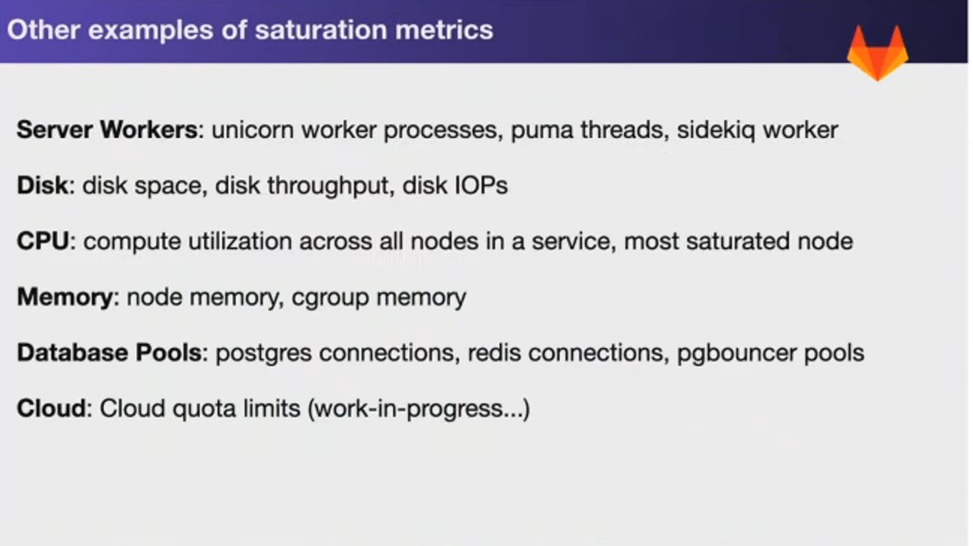 Other examples of saturation metrics
Server Workers: unicorn worker processes, puma threads, sidekiq worker
Disk: disk space, disk throughput, disk IOPs
CPU: compute utilization across all nodes in a service, most saturated node
Memory: node memory, cgroup memory
Database Pools: postgres connections, redis connections, pgbouncer pools
Cloud: Cloud quota limits (work-in-progress...)